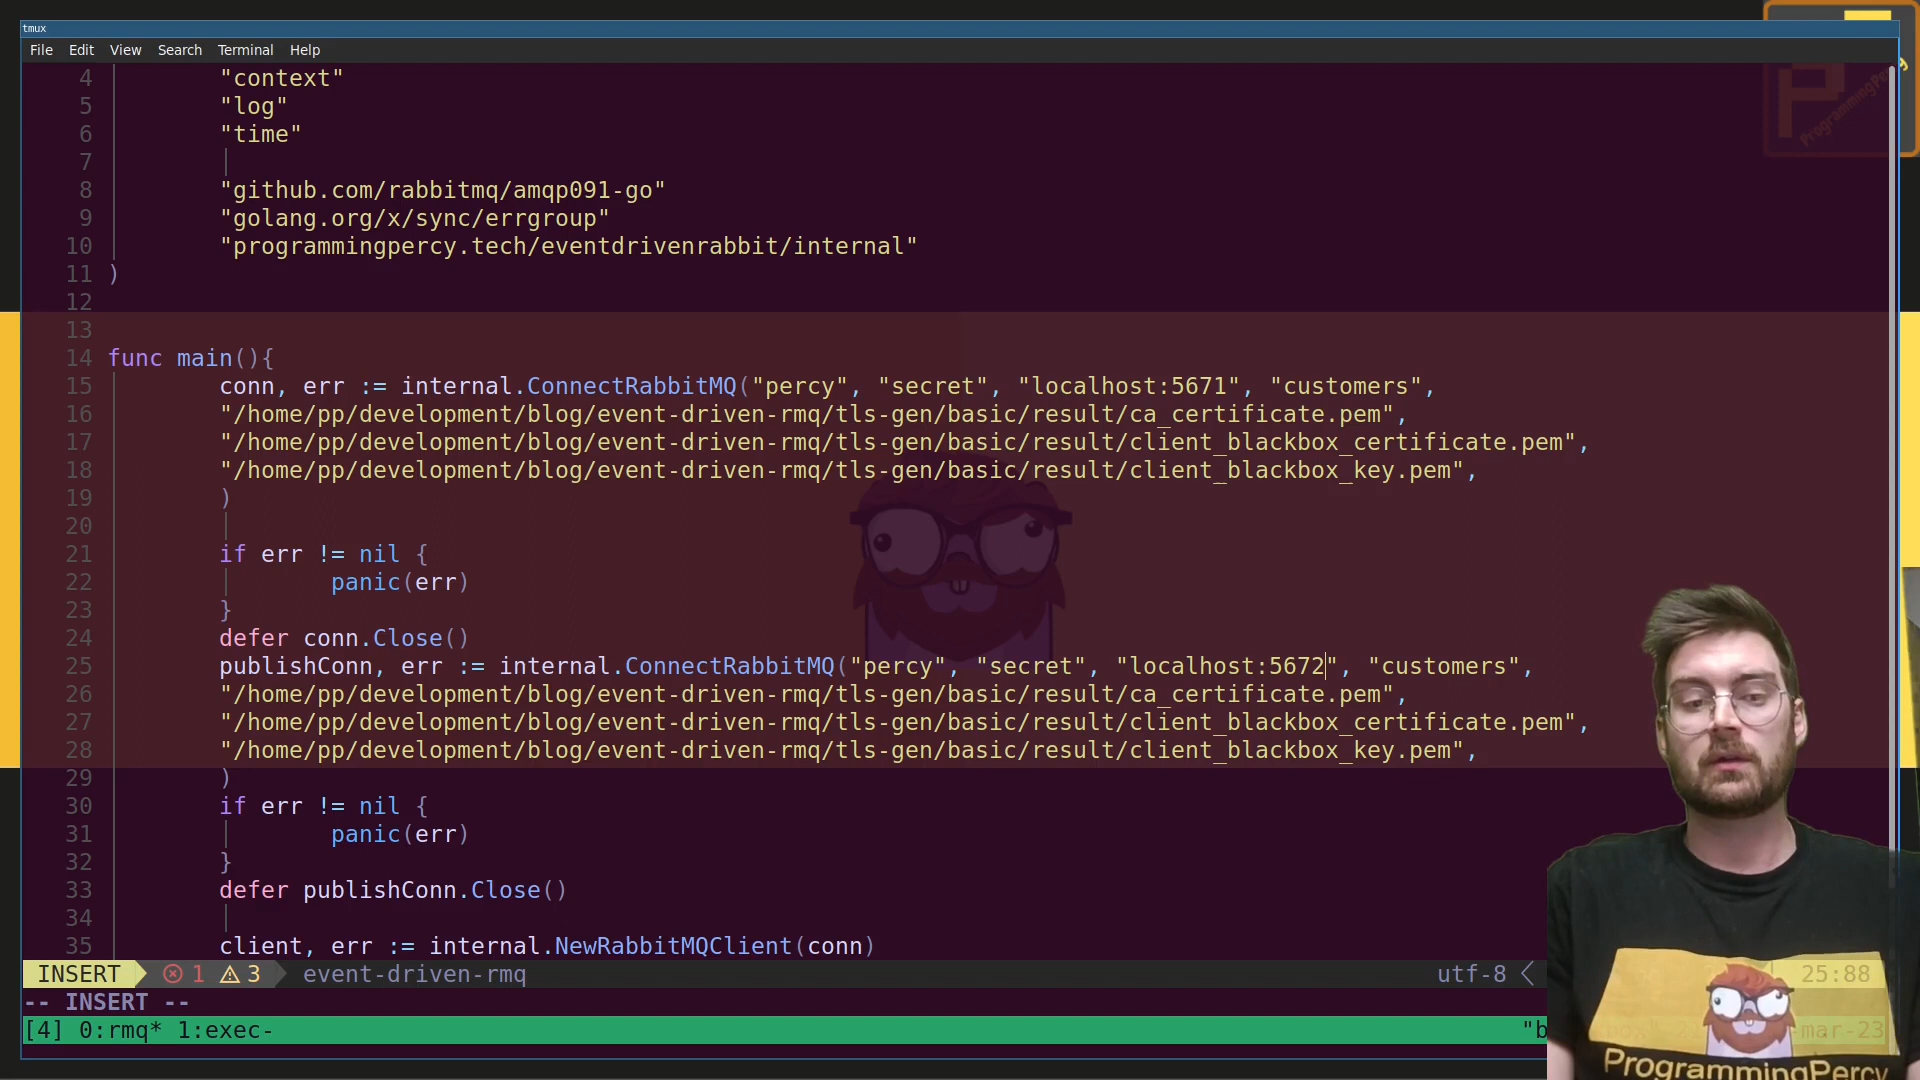 tmux
File Edit View Search Terminal Help
4 "context"
5 "log"
6 "time"
7
8 "github.com/rabbitmq/amqp091-go"
9 "golang.org/x/sync/errgroup"
10 "programmingpercy.tech/eventdrivenrabbit/internal"
11 )
12
13
14 func main(){
15 conn, err := internal.ConnectRabbitMQ("percy", "secret", "localhost:5671", "customers",
16 "/home/pp/development/blog/event-driven-rmq/tls-gen/basic/result/ca_certificate.pem",
17 "/home/pp/development/blog/event-driven-rmq/tls-gen/basic/result/client_blackbox_certificate.pem",
18 "/home/pp/development/blog/event-driven-rmq/tls-gen/basic/result/client_blackbox_key.pem",
19 )
20
21 if err != nil {
22 panic(err)
23 }
24 defer conn.Close()
25 publishConn, err := internal.ConnectRabbitMQ("percy", "secret", "localhost:5672", "customers",
26 "/home/pp/development/blog/event-driven-rmq/tls-gen/basic/result/ca_certificate.pem",
27 "/home/pp/development/blog/event-driven-rmq/tls-gen/basic/result/client_blackbox_certificate.pem",
28 "/home/pp/development/blog/event-driven-rmq/tls-gen/basic/result/client_blackbox_key.pem",
29 )
30 if err != nil {
31 panic(err)
32 }
33 defer publishConn.Close()
34
35 client, err := internal.NewRabbitMQClient(conn)
INSERT 1 3 event-driven-rmq utf-8 25:88
-- INSERT --
[4] 0:rmq* 1:exec- "b mar-23
ProgrammingPercy
ProgrammingPercy